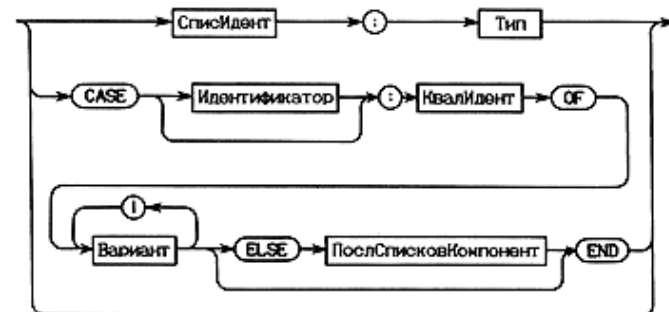 СписИдент : Тип
CASE Идентификатор : КвалИдент OF
|
Вариант ELSE ПослСписковКомпонент END